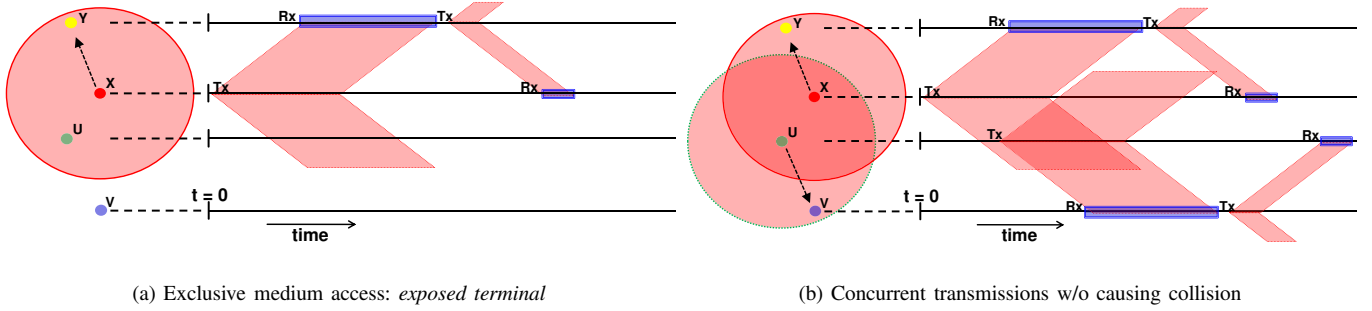 Y
Rx
Tx
X
Tx
Rx
U
V
t = 0
time
(a) Exclusive medium access: exposed terminal
Y
Rx
Tx
X
Tx
Rx
U
Tx
Rx
V
t = 0
Rx
Tx
time
(b) Concurrent transmissions w/o causing collision